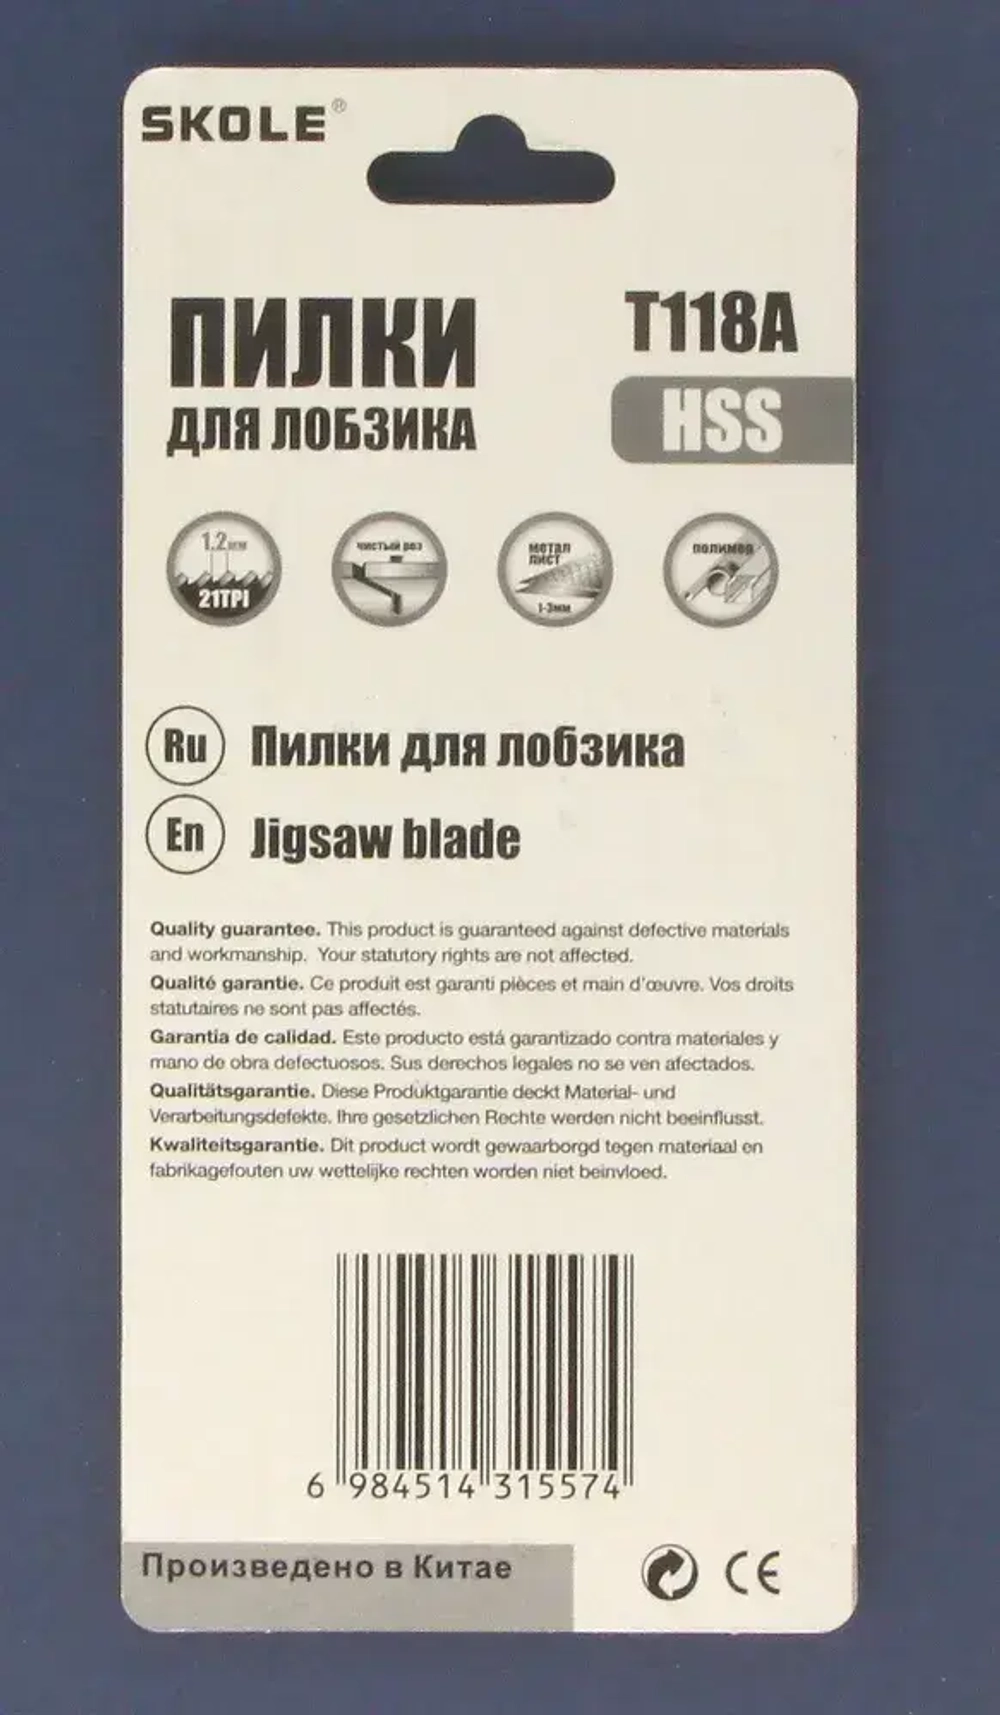 SKOLE®
ПИЛКИ
ДЛЯ ЛОБЗИКА
T118A
HSS
1.2мм
21TPI
чистый рез
метал
лист
1-3мм
полимер
Ru Пилки для лобзика
En Jigsaw blade
Quality guarantee. This product is guaranteed against defective materials
and workmanship. Your statutory rights are not affected.
Qualité garantie. Ce produit est garanti pièces et main d'œuvre. Vos droits
statutaires ne sont pas affectés.
Garantia de calidad. Este producto está garantizado contra materiales y
mano de obra defectuosos. Sus derechos legales no se ven afectados.
Qualitätsgarantie. Diese Produktgarantie deckt Material- und
Verarbeitungsdefekte. Ihre gesetzlichen Rechte werden nicht beeinflusst.
Kwaliteitsgarantie. Dit product wordt gewaarborgd tegen materiaal en
fabrikagefouten uw wettelijke rechten worden niet beinvloed.
6 984514 315574
Произведено в Китае
CE